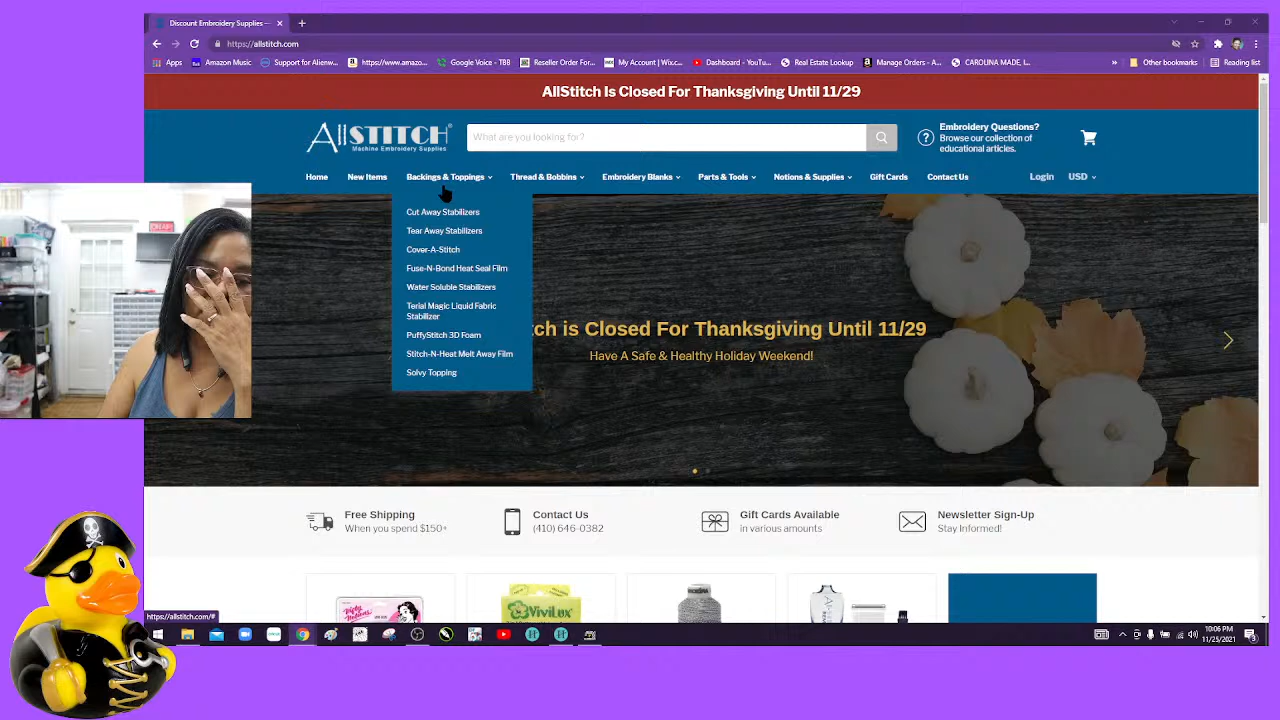 Discount Embroidery Supplies —
https://allstitch.com
Apps
Amazon Music
Support for Alienw...
https://www.amazo...
Google Voice - TBB
Reseller Order For...
My Account | Wix.c...
Dashboard - YouTu...
Real Estate Lookup
Manage Orders - A...
CAROLINA MADE, I...
»
Other bookmarks
Reading list
AllStitch Is Closed For Thanksgiving Until 11/29
AllSTITCH
Machine Embroidery Supplies
What are you looking for?
Embroidery Questions?
Browse our collection of
educational articles.
Home
New Items
Backings & Toppings
Thread & Bobbins
Embroidery Blanks
Parts & Tools
Notions & Supplies
Gift Cards
Contact Us
Login
USD
Cut Away Stabilizers
Tear Away Stabilizers
Cover-A-Stitch
Fuse-N-Bond Heat Seal Film
Water Soluble Stabilizers
Terial Magic Liquid Fabric
Stabilizer
PuffyStitch 3D Foam
Stitch-N-Heat Melt Away Film
Solvy Topping
tch is Closed For Thanksgiving Until 11/29
Have A Safe & Healthy Holiday Weekend!
Free Shipping
When you spend $150+
Contact Us
(410) 646-0382
Gift Cards Available
in various amounts
Newsletter Sign-Up
Stay Informed!
ViviLux
https://allstitch.com/#
10:06 PM
11/25/2021